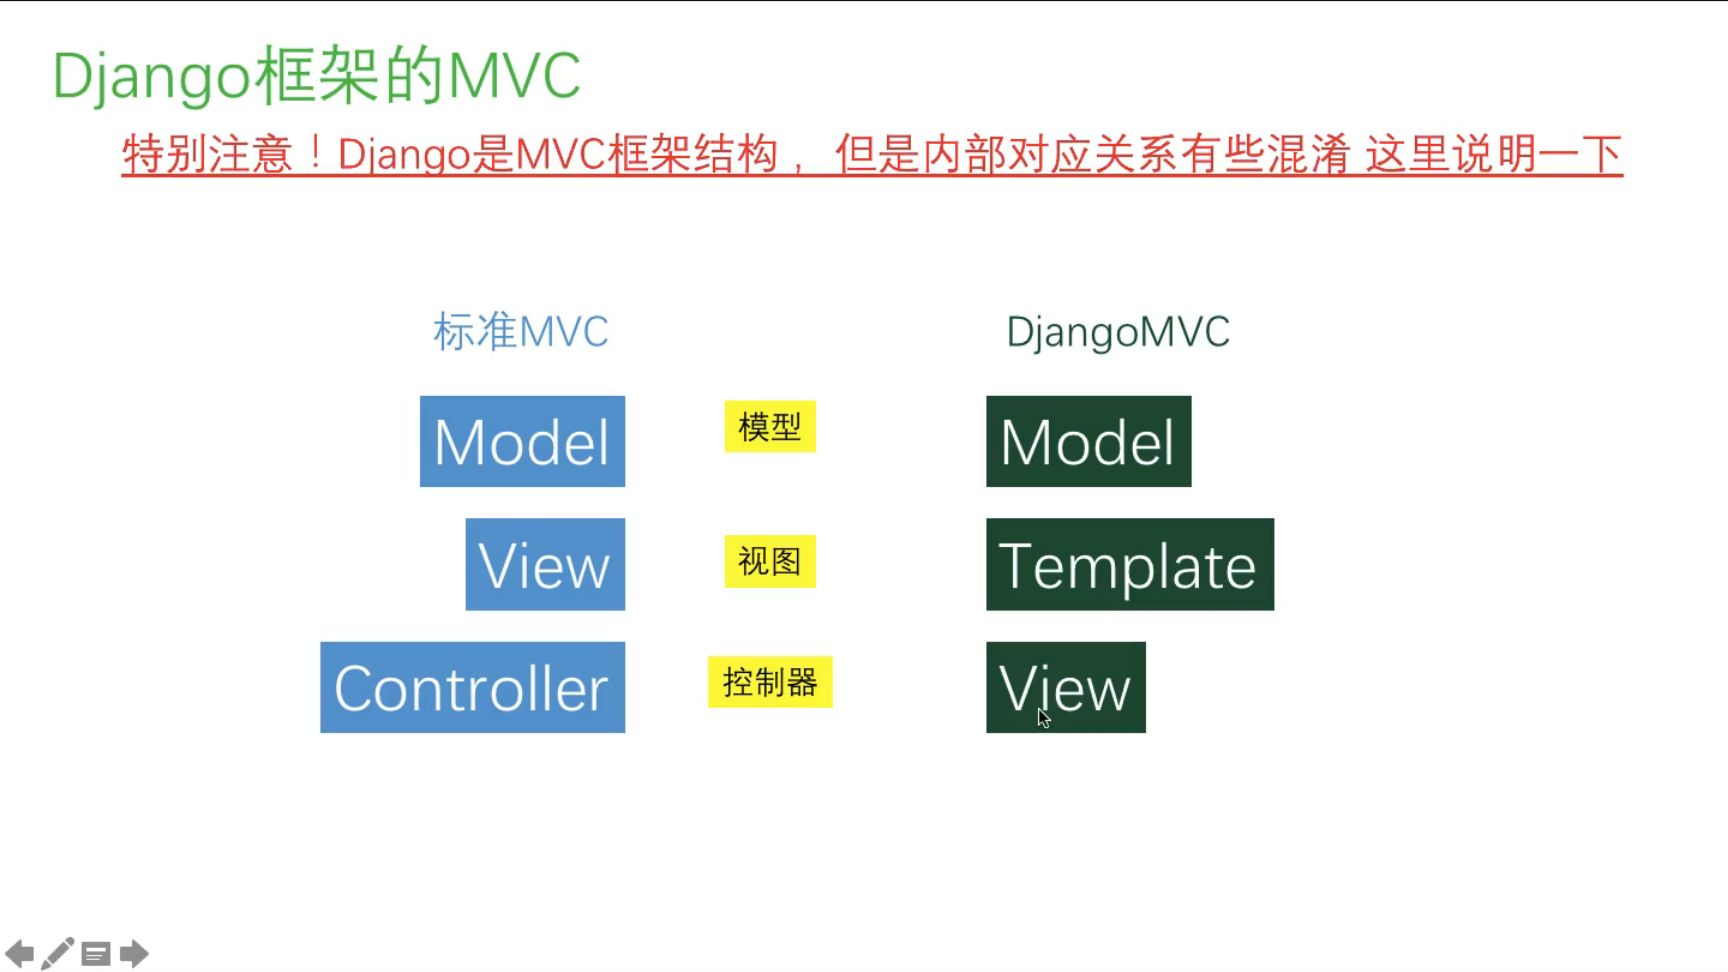 Django框架的MVC
特别注意！Django是MVC框架结构， 但是内部对应关系有些混淆 这里说明一下
标准MVC
DjangoMVC
Model
模型
Model
View
视图
Template
Controller
控制器
View